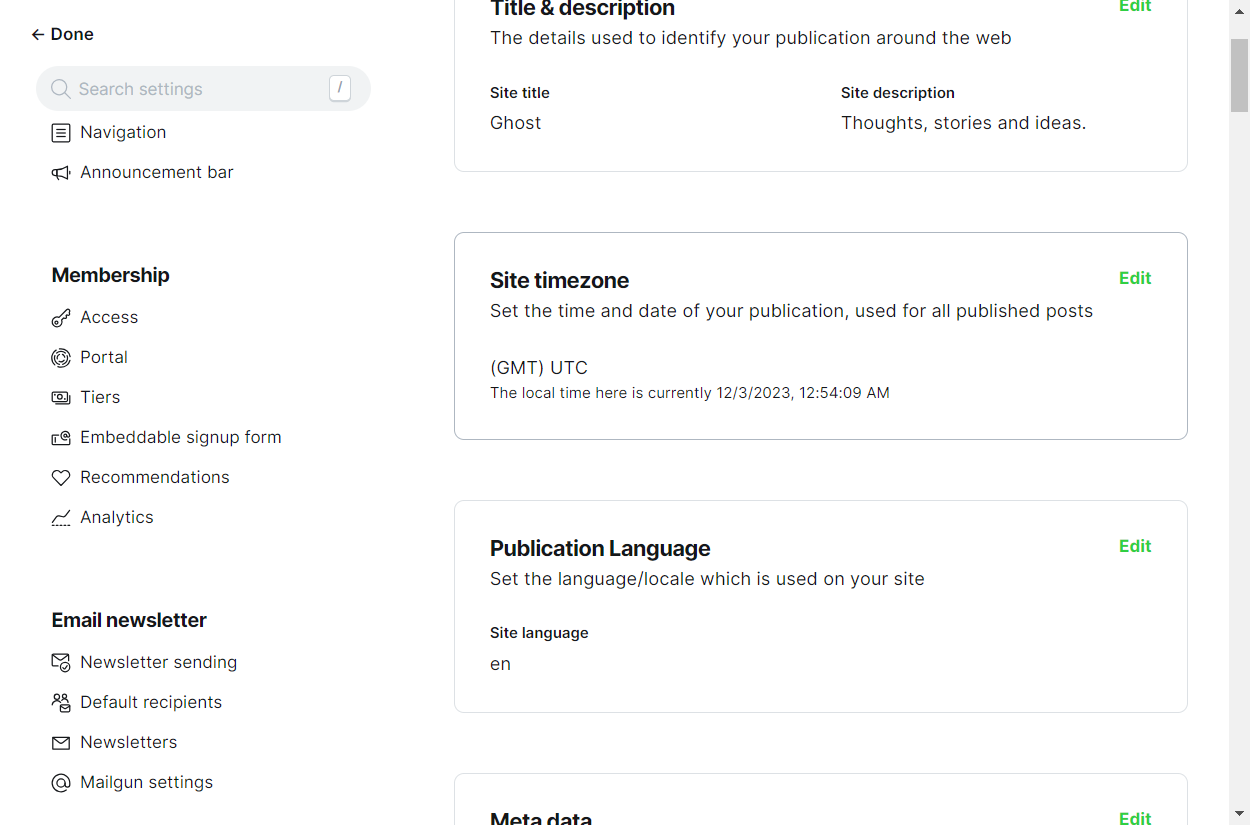 Done
Search settings
/
Navigation
Announcement bar
Membership
Access
Portal
Tiers
Embeddable signup form
Recommendations
Analytics
Email newsletter
Newsletter sending
Default recipients
Newsletters
Mailgun settings
Title & description
Edit
The details used to identify your publication around the web
Site title
Site description
Ghost
Thoughts, stories and ideas.
Site timezone
Edit
Set the time and date of your publication, used for all published posts
(GMT) UTC
The local time here is currently 12/3/2023, 12:54:09 AM
Publication Language
Edit
Set the language/locale which is used on your site
Site language
en
Meta data
Edit